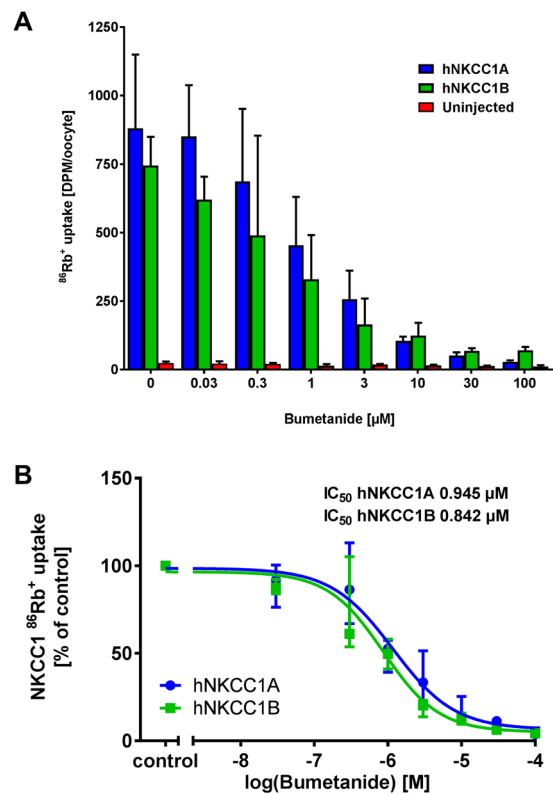 A
1250
1000
750
500
250
0
⁸⁶Rb⁺ uptake [DPM/oocyte]
hNKCC1A
hNKCC1B
Uninjected
0 0.03 0.3 1 3 10 30 100
Bumetanide [µM]
B
150
100
50
0
NKCC1 ⁸⁶Rb⁺ uptake
[% of control]
IC₅₀ hNKCC1A 0.945 µM
IC₅₀ hNKCC1B 0.842 µM
hNKCC1A
hNKCC1B
control -8 -7 -6 -5 -4
log(Bumetanide) [M]